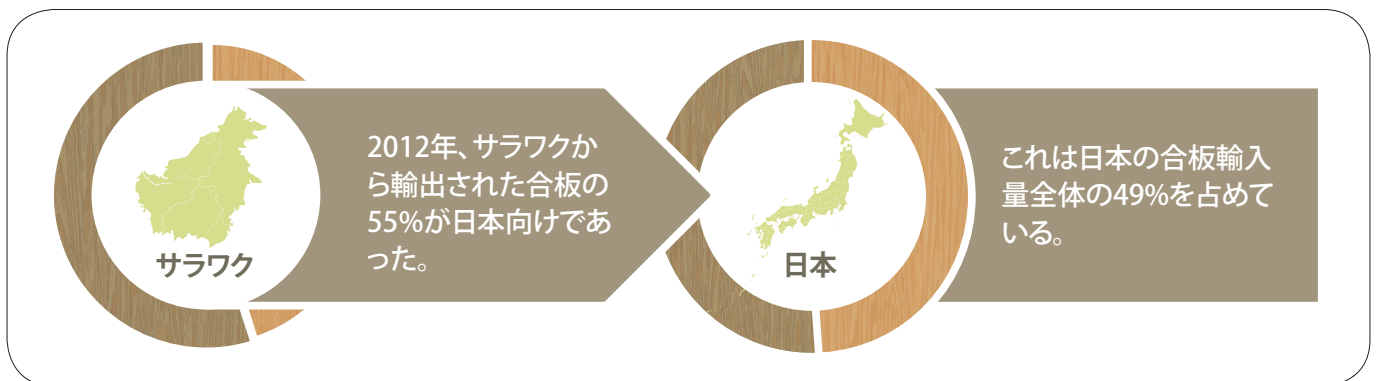 サラワク
2012年、サラワクか
ら輸出された合板の
55%が日本向けであ
った。
日本
これは日本の合板輸入
量全体の49%を占めて
いる。